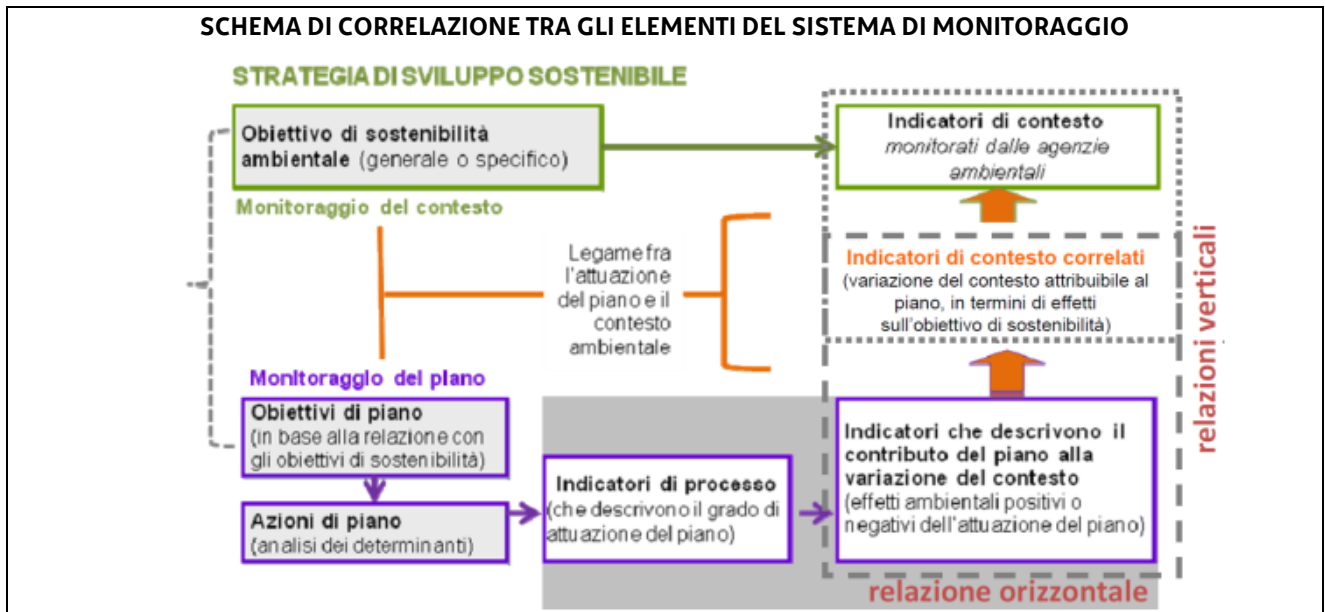 SCHEMA DI CORRELAZIONE TRA GLI ELEMENTI DEL SISTEMA DI MONITORAGGIO
STRATEGIA DI SVILUPPO SOSTENIBILE
Obiettivo di sostenibilità
ambientale (generale o specifico)
Indicatori di contesto
monitorati dalle agenzie
ambientali
Monitoraggio del contesto
Legame fra
l'attuazione
del piano e il
contesto
ambientale
Indicatori di contesto correlati
(variazione del contesto attribuibile al
piano, in termini di effetti
sull'obiettivo di sostenibilità)
relazioni verticali
Monitoraggio del piano
Obiettivi di piano
(in base alla relazione con
gli obiettivi di sostenibilità)
Azioni di piano
(analisi dei determinanti)
Indicatori di processo
(che descrivono il grado di
attuazione del piano)
Indicatori che descrivono il
contributo del piano alla
variazione del contesto
(effetti ambientali positivi o
negativi dell'attuazione del piano)
relazione orizzontale